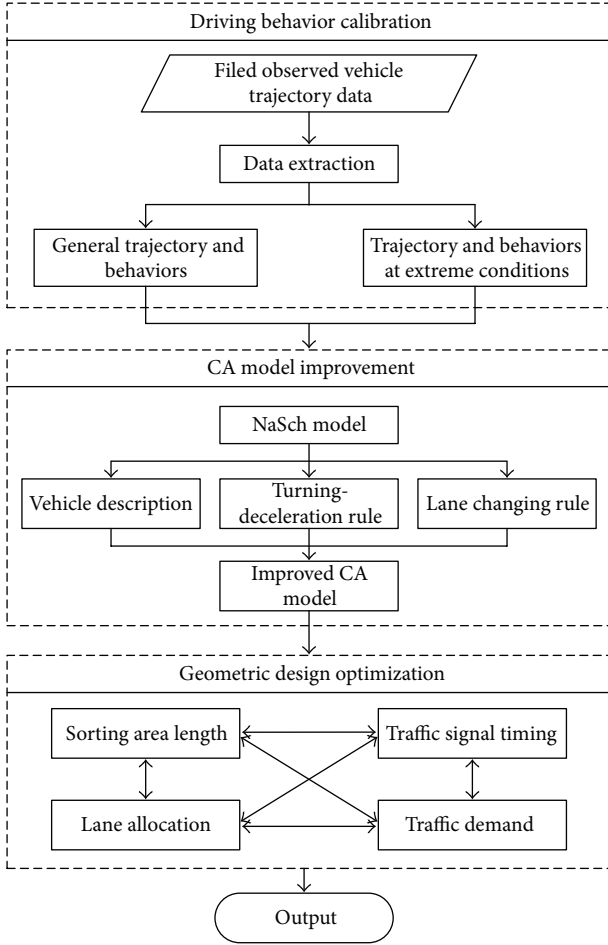 Driving behavior calibration
Filed observed vehicle
trajectory data
Data extraction
General trajectory and
behaviors
Trajectory and behaviors
at extreme conditions
CA model improvement
NaSch model
Vehicle description
Turning-
deceleration rule
Lane changing rule
Improved CA
model
Geometric design optimization
Sorting area length
Traffic signal timing
Lane allocation
Traffic demand
Output